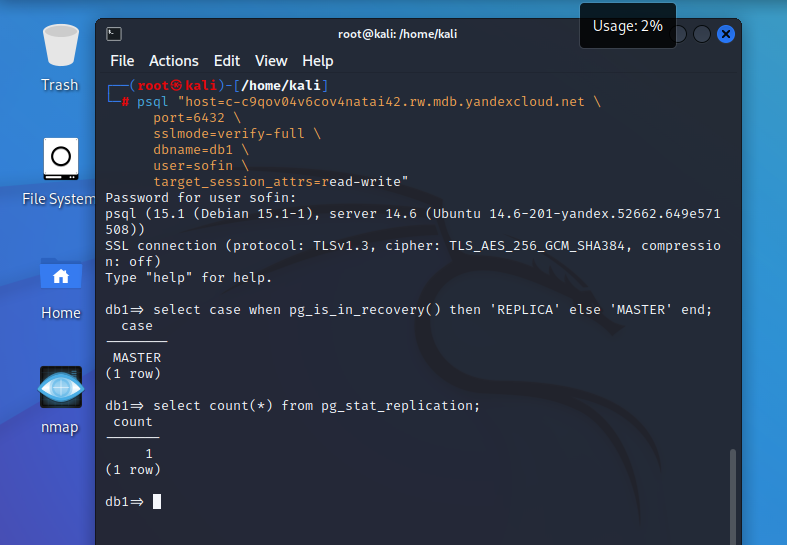 Usage: 2%
root@kali: /home/kali
File Actions Edit View Help
Trash
File System
Home
nmap
┌──(root㉿kali)-[/home/kali]
└─# psql "host=c-c9qov04v6cov4natai42.rw.mdb.yandexcloud.net \
port=6432 \
sslmode=verify-full \
dbname=db1 \
user=sofin \
target_session_attrs=read-write"
Password for user sofin:
psql (15.1 (Debian 15.1-1), server 14.6 (Ubuntu 14.6-201-yandex.52662.649e571
508))
SSL connection (protocol: TLSv1.3, cipher: TLS_AES_256_GCM_SHA384, compressio
n: off)
Type "help" for help.
db1=> select case when pg_is_in_recovery() then 'REPLICA' else 'MASTER' end;
case
--------
MASTER
(1 row)
db1=> select count(*) from pg_stat_replication;
count
-------
1
(1 row)
db1=>